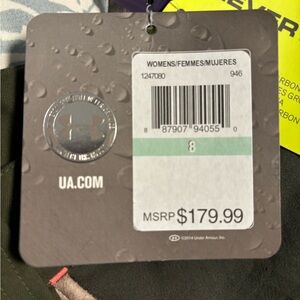 EVER
WOMENS/FEMMES/MUJERES
1247080 946
8 87907 94055 0
8
UA.COM
MSRP $179.99
©2014 Under Armour, Inc.